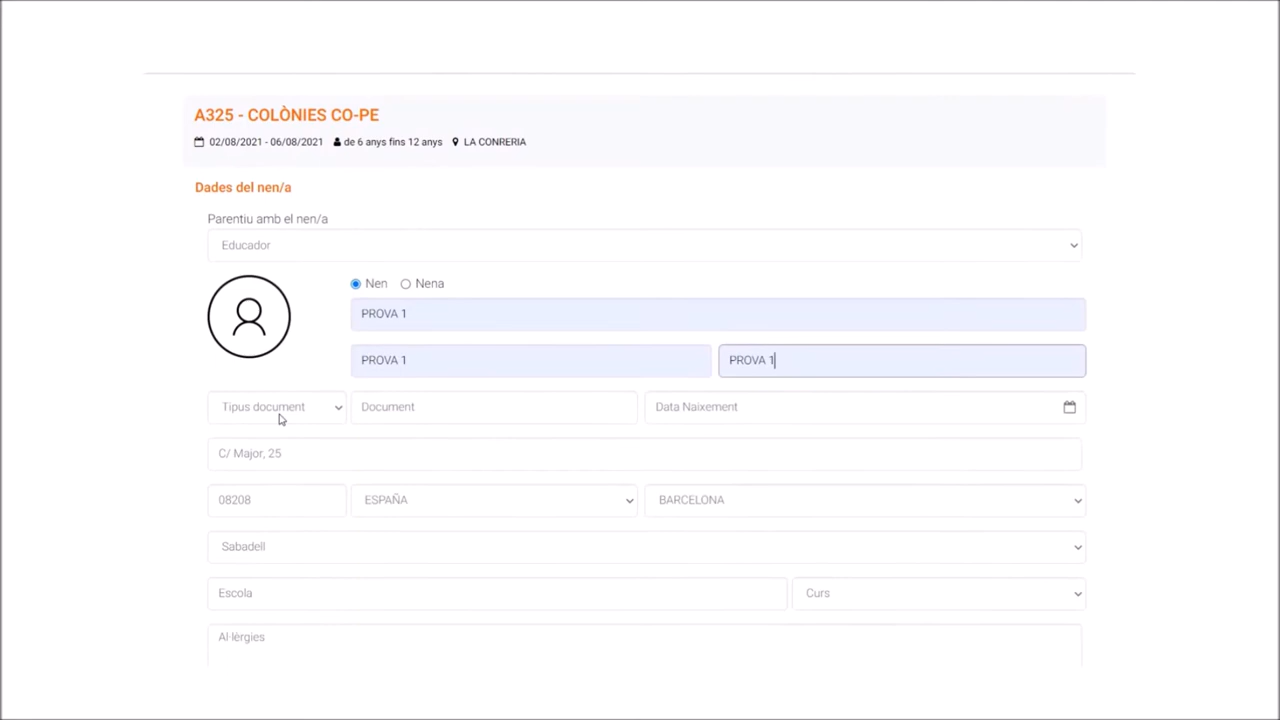 A325 - COLÒNIES CO-PE
02/08/2021 - 06/08/2021 de 6 anys fins 12 anys LA CONRERIA
Dades del nen/a
Parentiu amb el nen/a
Educador
Nen Nena
PROVA 1
PROVA 1 PROVA 1
Tipus document Document Data Naixement
C/ Major, 25
08208 ESPAÑA BARCELONA
Sabadell
Escola Curs
Al·lèrgies